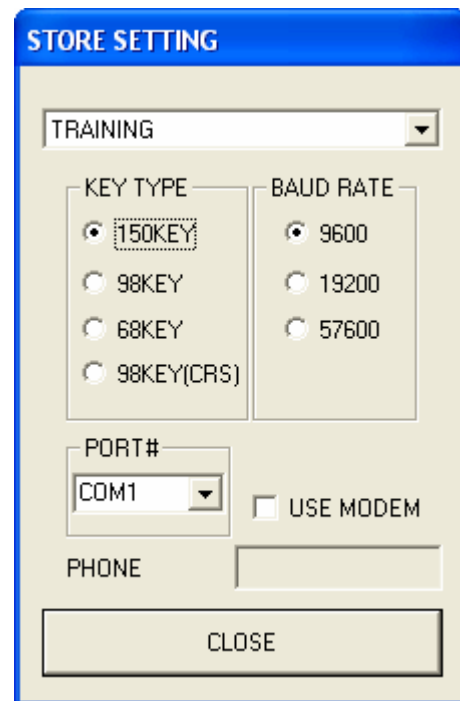 STORE SETTING
TRAINING
KEY TYPE
150KEY
98KEY
68KEY
98KEY(CRS)
BAUD RATE
9600
19200
57600
PORT#
COM1
USE MODEM
PHONE
CLOSE